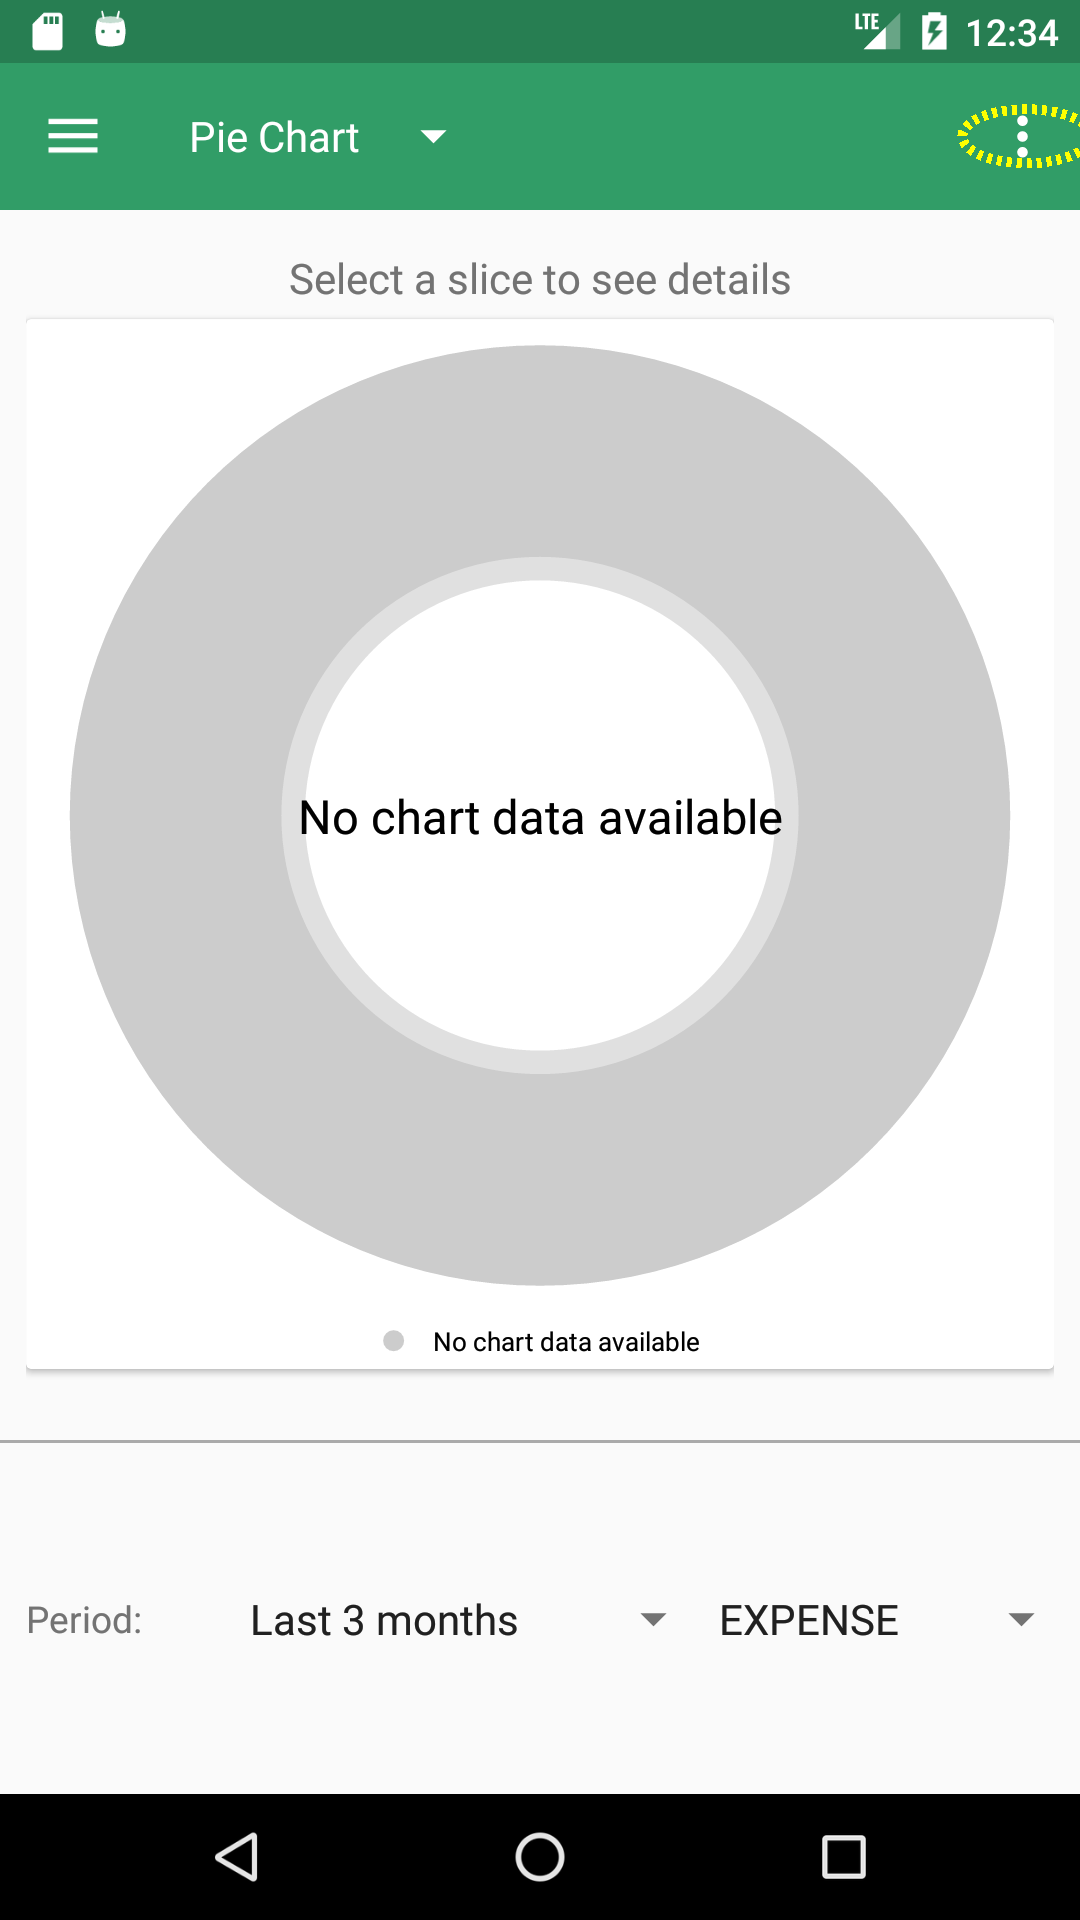 LTE 12:34
Pie Chart
Select a slice to see details
No chart data available
No chart data available
Period: Last 3 months EXPENSE